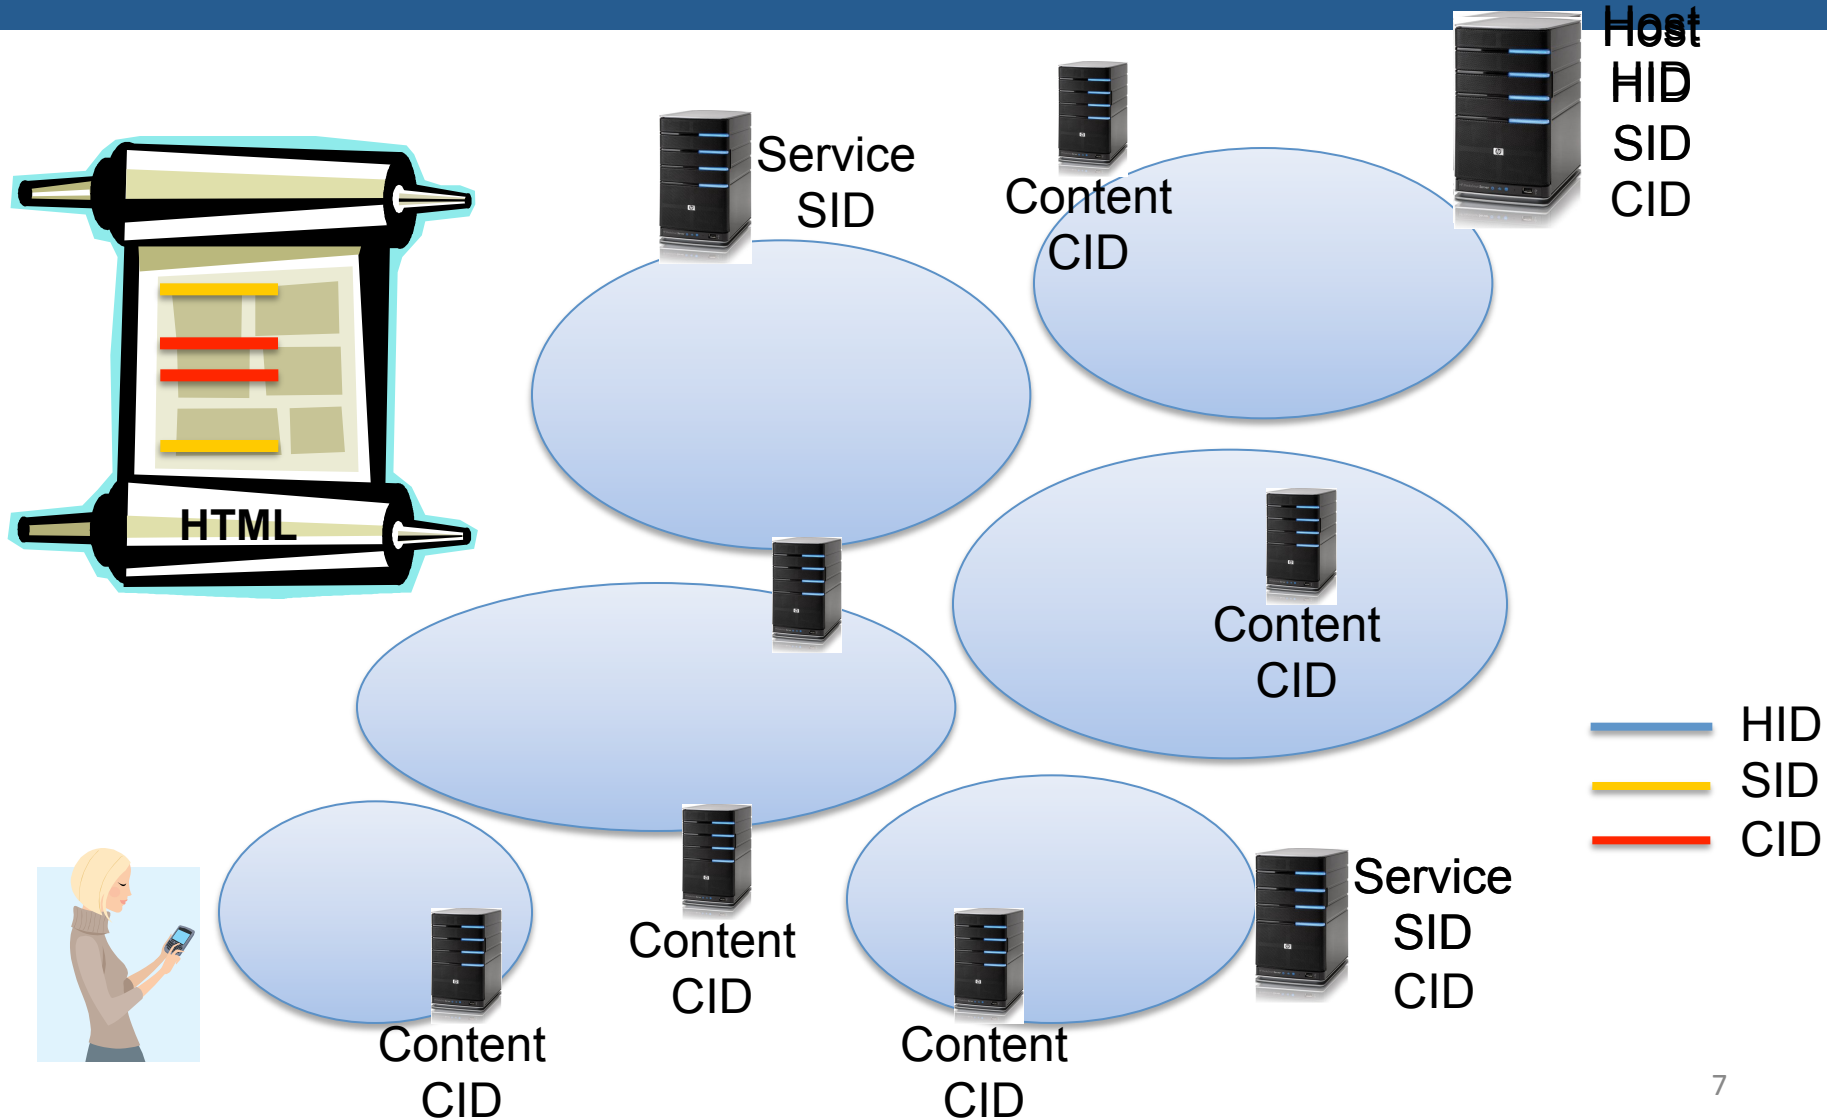 Host
HID
SID
CID
Service
SID
Content
CID
HTML
Content
CID
HID
SID
CID
Service
SID
CID
Content
CID
Content
CID
Content
CID
7